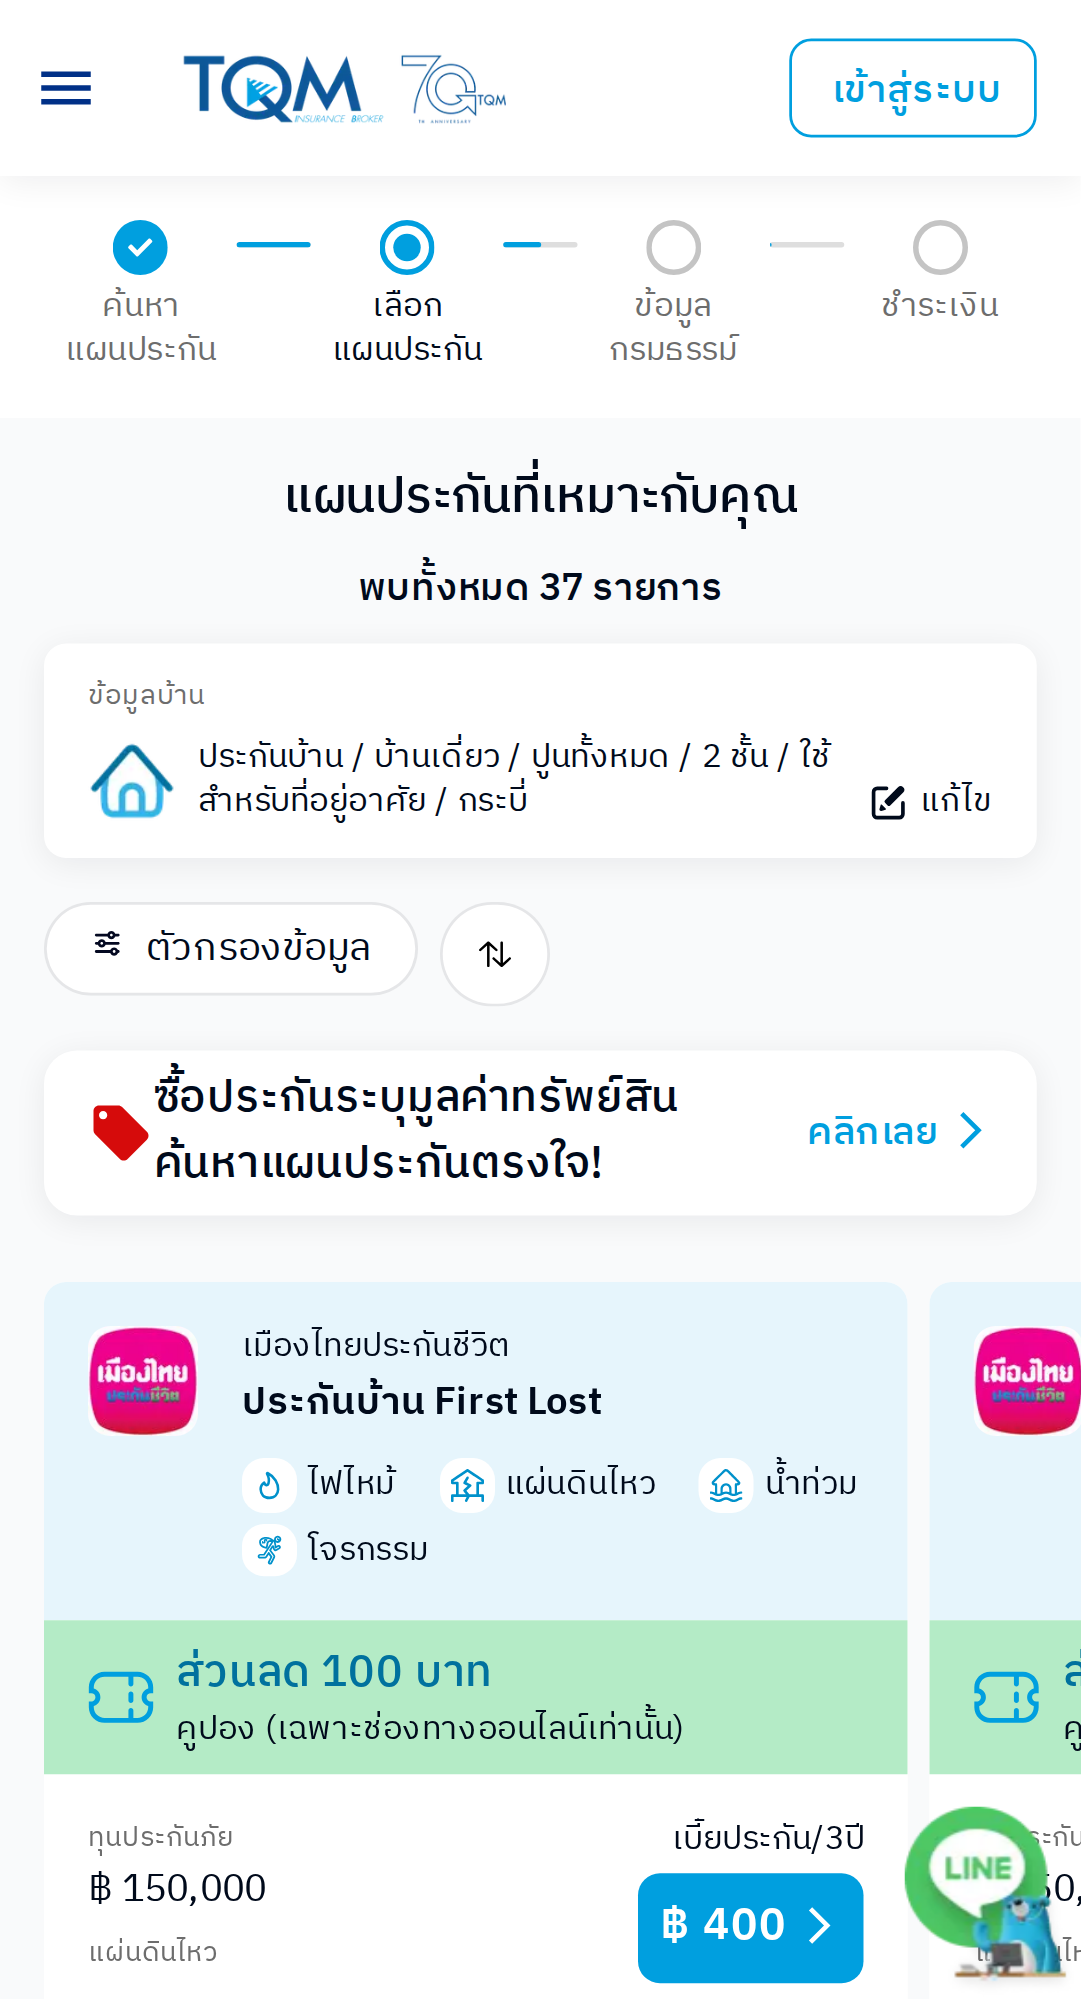 TQM
INSURANCE BROKER
TQM
TH ANNIVERSARY
เข้าสู่ระบบ
ค้นหา
แผนประกัน
เลือก
แผนประกัน
ข้อมูล
กรมธรรม์
ชำระเงิน
แผนประกันที่เหมาะกับคุณ
พบทั้งหมด 37 รายการ
ข้อมูลบ้าน
ประกันบ้าน / บ้านเดี่ยว / ปูนทั้งหมด / 2 ชั้น / ใช้
สำหรับที่อยู่อาศัย / กระบี่
แก้ไข
ตัวกรองข้อมูล
ซื้อประกันระบุมูลค่าทรัพย์สิน
ค้นหาแผนประกันตรงใจ!
คลิกเลย
เมืองไทย
ประกันชีวิต
เมืองไทยประกันชีวิต
ประกันบ้าน First Lost
ไฟไหม้
แผ่นดินไหว
น้ำท่วม
โจรกรรม
เมืองไทย
ประกันชีวิต
ส่วนลด 100 บาท
คูปอง (เฉพาะช่องทางออนไลน์เท่านั้น)
ทุนประกันภัย
฿ 150,000
เบี้ยประกัน/3ปี
฿ 400
แผ่นดินไหว
LINE